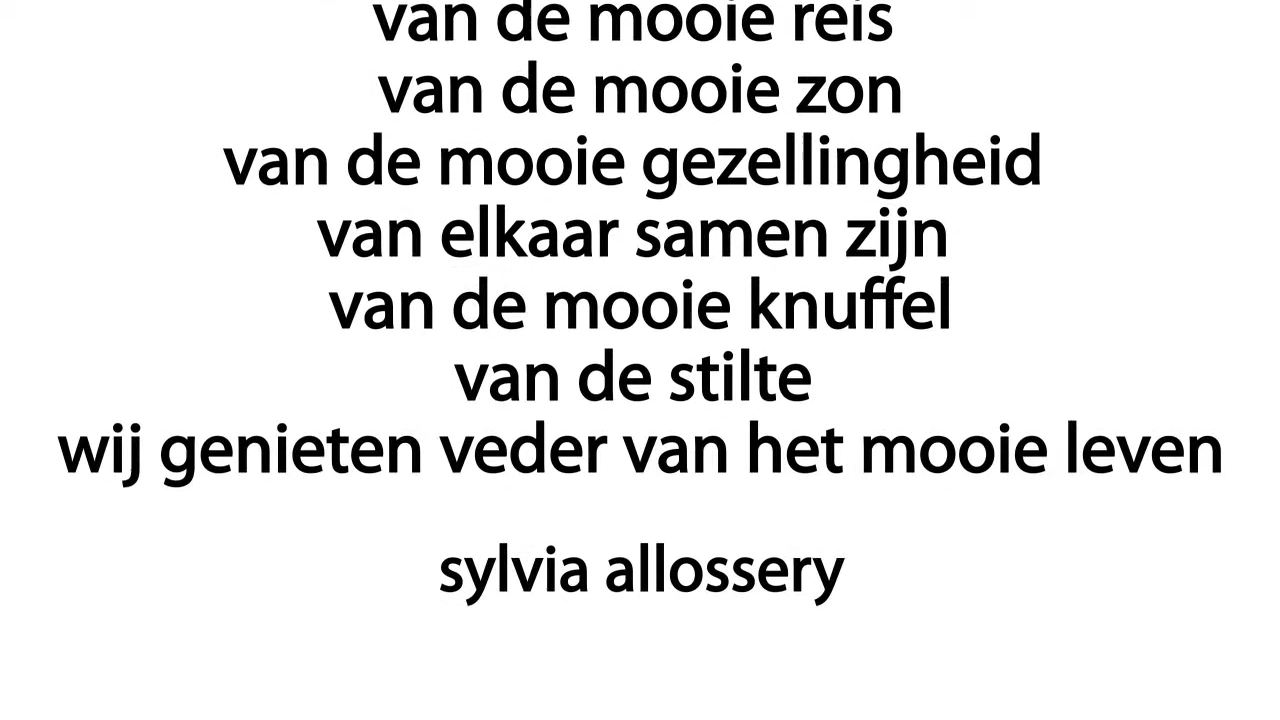 van de mooie reis
van de mooie zon
van de mooie gezellingheid
van elkaar samen zijn
van de mooie knuffel
van de stilte
wij genieten veder van het mooie leven
sylvia allossery